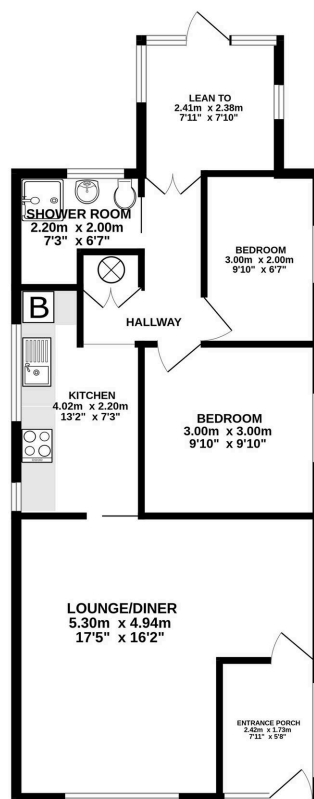 LEAN TO
2.41m x 2.38m
7'11" x 7'10"
SHOWER ROOM
2.20m x 2.00m
7'3" x 6'7"
BEDROOM
3.00m x 2.00m
9'10" x 6'7"
B
HALLWAY
KITCHEN
4.02m x 2.20m
13'2" x 7'3"
BEDROOM
3.00m x 3.00m
9'10" x 9'10"
LOUNGE/DINER
5.30m x 4.94m
17'5" x 16'2"
ENTRANCE PORCH
2.42m x 1.73m
7'11" x 5'8"